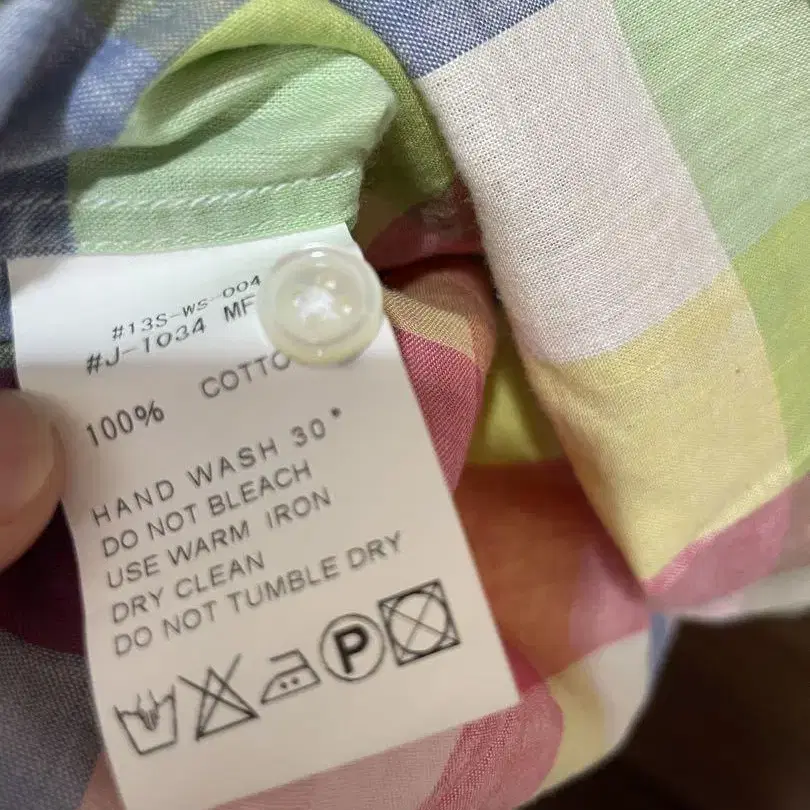 #13S-WS-004
#J-1034 MF
100% COTTO
HAND WASH 30°
DO NOT BLEACH
USE WARM IRON
DRY CLEAN
DO NOT TUMBLE DRY
P